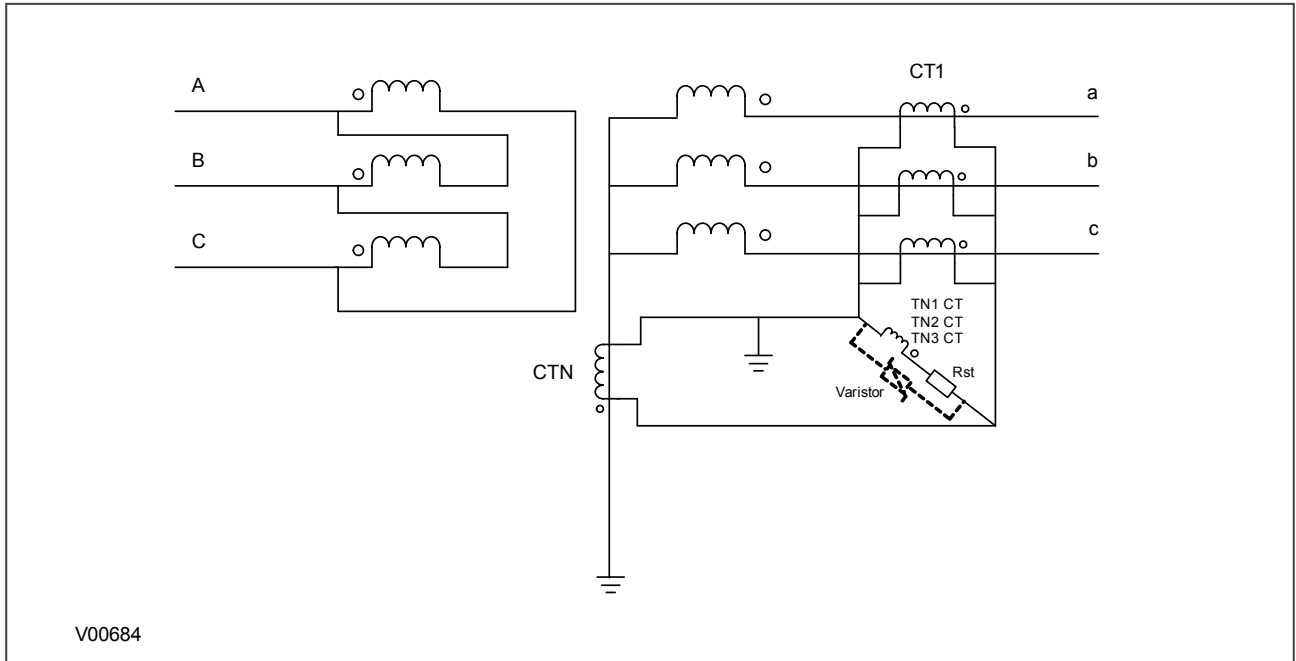 CT1
A
a
B
b
C
c
TN1 CT
TN2 CT
TN3 CT
CTN
Rst
Varistor
V00684